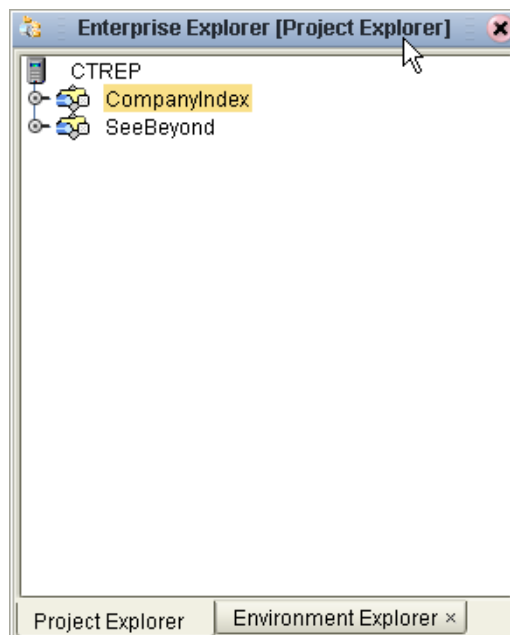 Enterprise Explorer [Project Explorer]
CTREP
CompanyIndex
SeeBeyond
Project Explorer
Environment Explorer ×